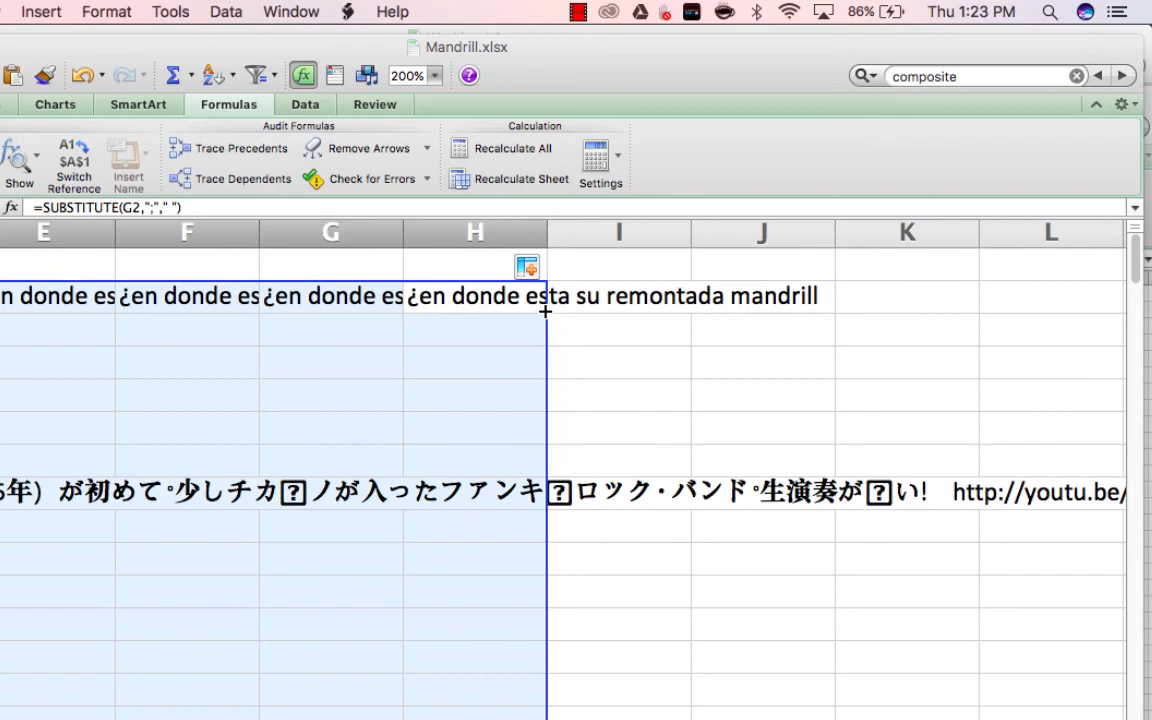 Insert Format Tools Data Window Help 86% Thu 1:23 PM
Mandrill.xlsx
200% composite
Charts SmartArt Formulas Data Review
Audit Formulas Calculation
A1 Trace Precedents Remove Arrows Recalculate All
$A$1
Show Switch Reference Insert Name Trace Dependents Check for Errors Recalculate Sheet Settings
fx =SUBSTITUTE(G2,";"," ")
E F G H I J K L
n donde es ¿en donde es ¿en donde es ¿en donde esta su remontada mandrill
年) が初めて°少しチカ?ノが入ったファンキ?ロック・バンド°生演奏が?い! http://youtu.be/